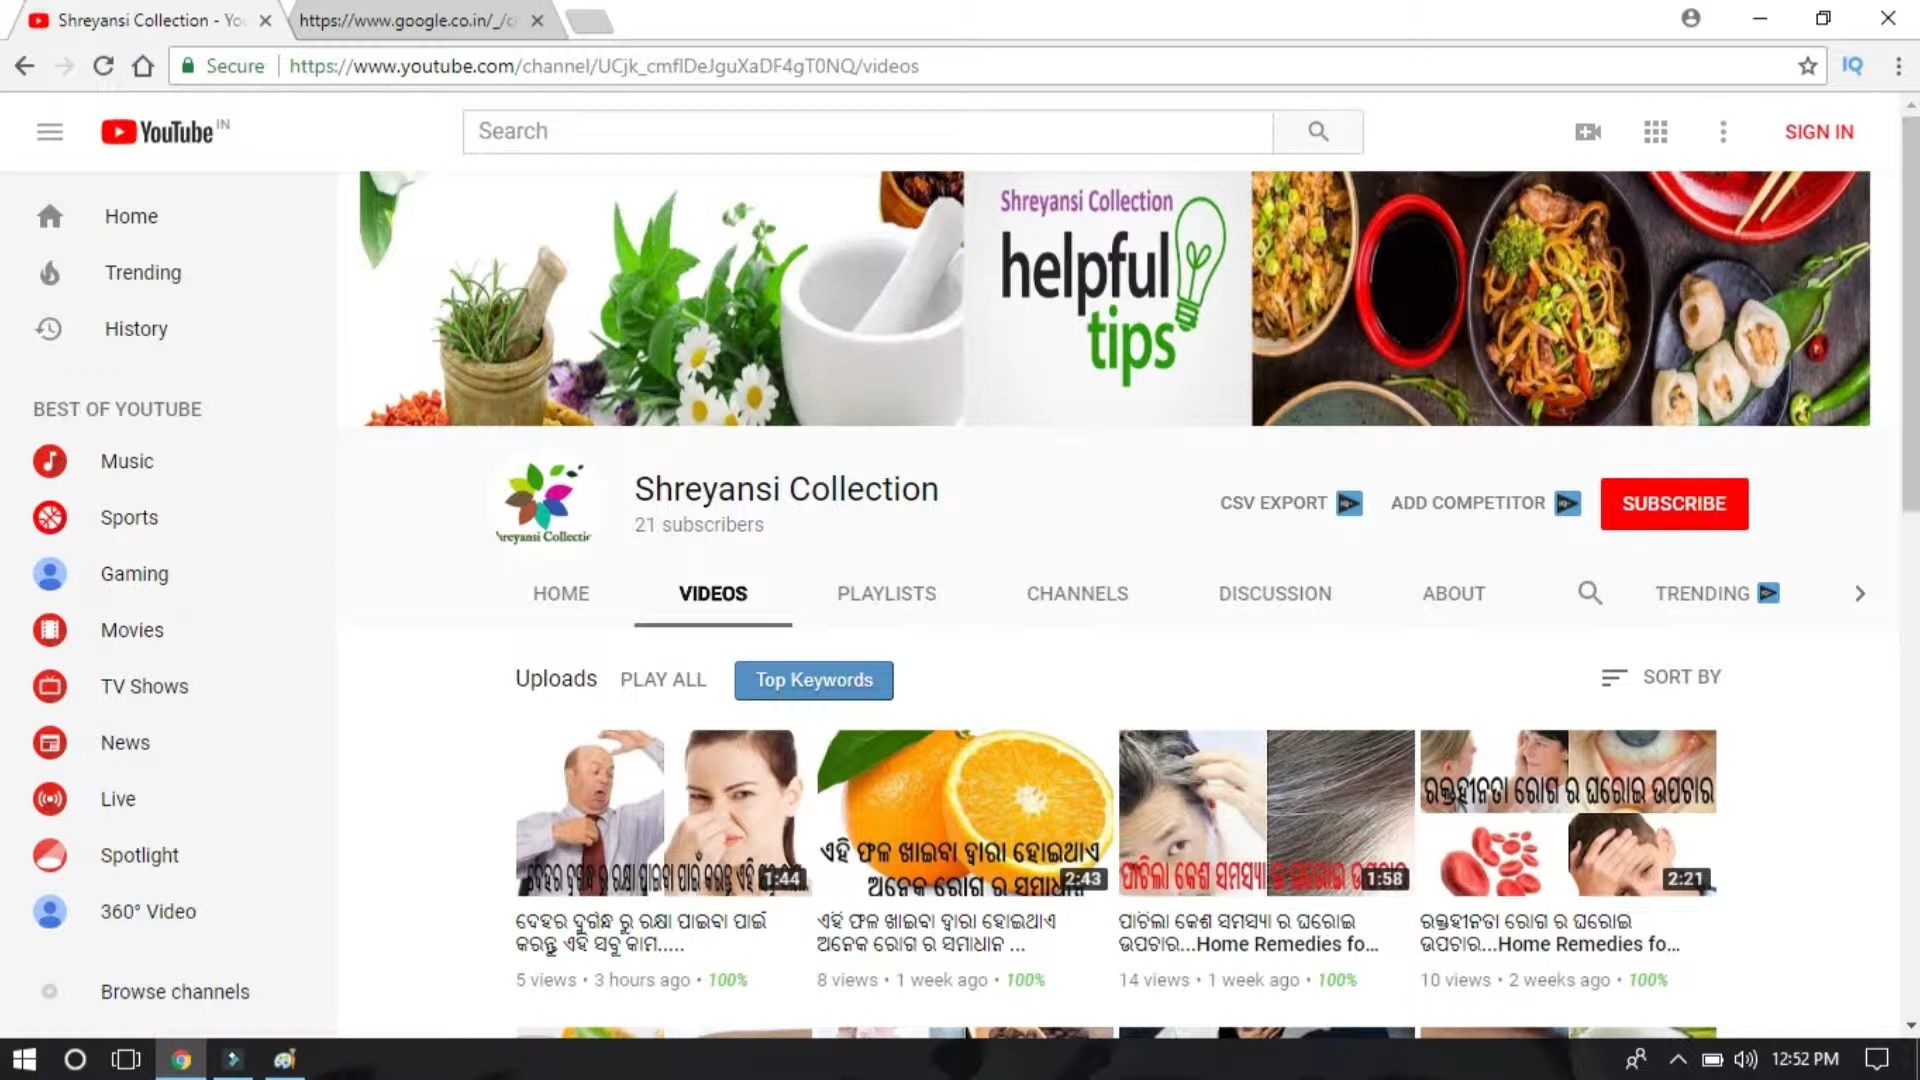 Shreyansi Collection - Yo
https://www.google.co.in/_/c
Secure
https://www.youtube.com/channel/UCjk_cmflDeJguXaDF4gT0NQ/videos
IQ
YouTube IN
Search
SIGN IN
Home
Trending
History
BEST OF YOUTUBE
Music
Sports
Gaming
Movies
TV Shows
News
Live
Spotlight
360° Video
Browse channels
Shreyansi Collection
helpful
tips
Shreyansi Collection
21 subscribers
CSV EXPORT
ADD COMPETITOR
SUBSCRIBE
HOME
VIDEOS
PLAYLISTS
CHANNELS
DISCUSSION
ABOUT
TRENDING
Uploads
PLAY ALL
Top Keywords
SORT BY
1:44
ଏହି ଫଳ ଖାଇବା ଦ୍ୱାରା ହୋଇଥାଏ
ଅନେକ ରୋଗ ର ସମାଧାନ
2:43
ପାଚିଲା କେଶ ସମସ୍ୟା ର ଘରୋଇ
1:58
ରକ୍ତହୀନତା ରୋଗ ର ଘରୋଇ ଉପଚାର
2:21
ଦେହର ଦୁର୍ଗନ୍ଧ ରୁ ରକ୍ଷା ପାଇବା ପାଇଁ
କରନ୍ତୁ ଏହି ସବୁ କାମ.....
5 views • 3 hours ago • 100%
ଏହି ଫଳ ଖାଇବା ଦ୍ୱାରା ହୋଇଥାଏ
ଅନେକ ରୋଗ ର ସମାଧାନ ...
8 views • 1 week ago • 100%
ପାଚିଲା କେଶ ସମସ୍ୟା ର ଘରୋଇ
ଉପଚାର...Home Remedies fo...
14 views • 1 week ago • 100%
ରକ୍ତହୀନତା ରୋଗ ର ଘରୋଇ
ଉପଚାର...Home Remedies fo...
10 views • 2 weeks ago • 100%
12:52 PM